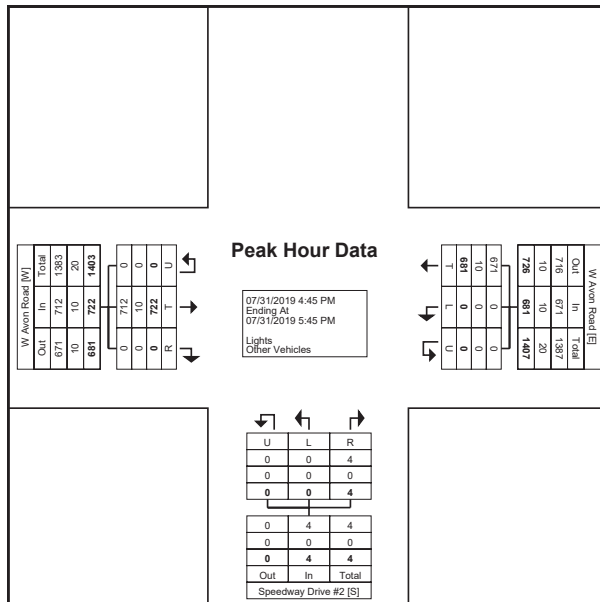 Peak Hour Data
07/31/2019 4:45 PM
Ending At
07/31/2019 5:45 PM
Lights
Other Vehicles
W Avon Road [W]
Out In Total
671 712 1383
10 10 20
681 722 1403
0 712 0
0 10 0
0 722 0
R T U
W Avon Road [E]
Out In Total
716 671 1387
10 10 20
726 681 1407
671 0 0
10 0 0
681 0 0
T L U
U L R
0 0 4
0 0 0
0 0 4
0 4 4
0 0 0
0 4 4
Out In Total
Speedway Drive #2 [S]